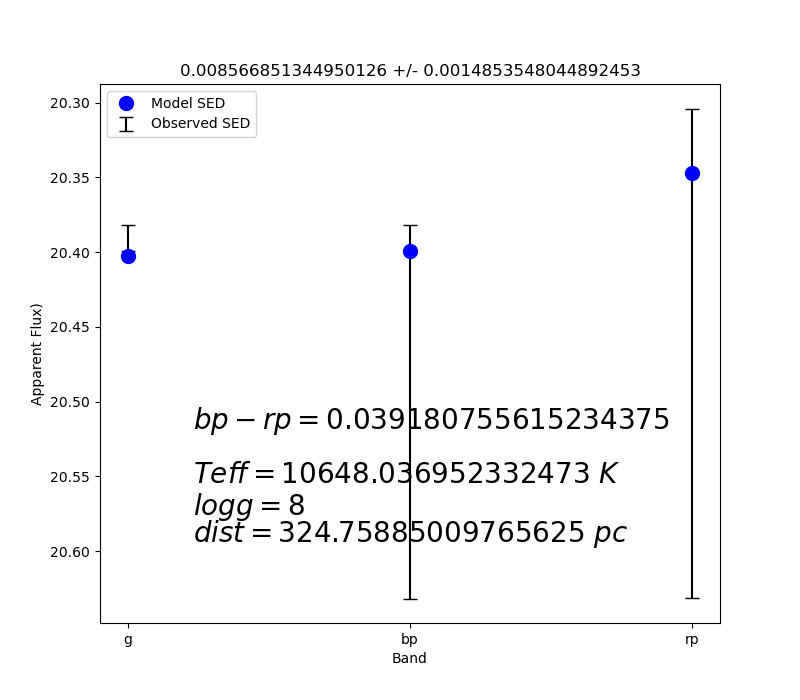 0.008566851344950126 +/- 0.0014853548044892453
Model SED
Observed SED
20.30
20.35
20.40
20.45
20.50
20.55
20.60
Apparent Flux)
bp − rp = 0.039180755615234375
Teff = 10648.036952332473 K
logg = 8
dist = 324.75885009765625 pc
g
bp
rp
Band